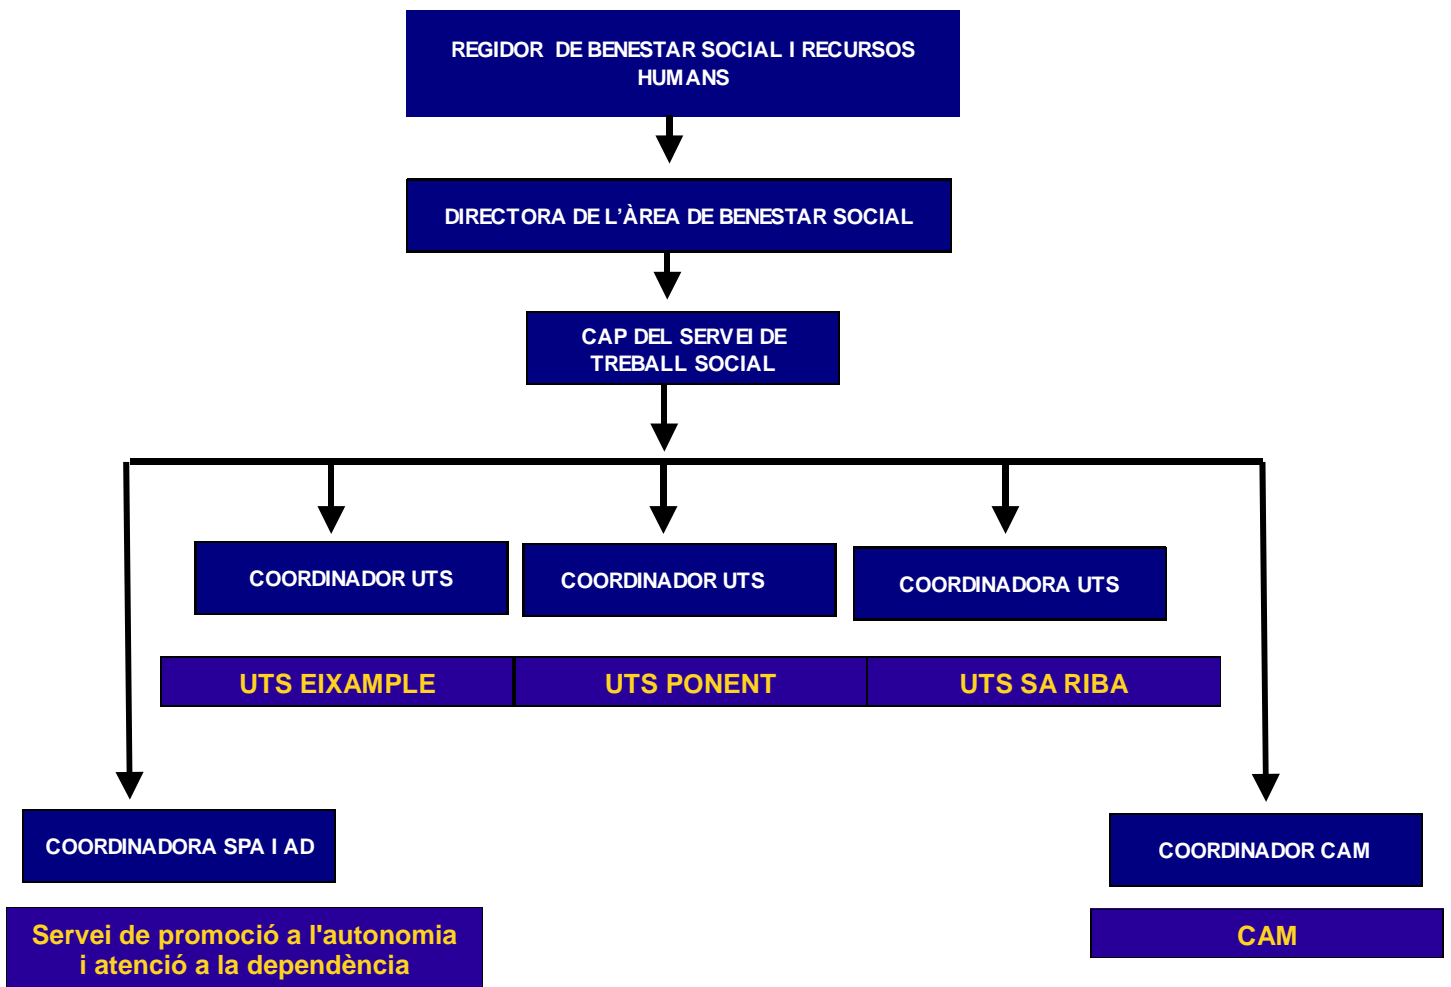 REGIDOR DE BENESTAR SOCIAL I RECURSOS
HUMANS
DIRECTORA DE L’ÀREA DE BENESTAR SOCIAL
CAP DEL SERVEI DE
TREBALL SOCIAL
COORDINADOR UTS
COORDINADOR UTS
COORDINADORA UTS
UTS EIXAMPLE
UTS PONENT
UTS SA RIBA
COORDINADORA SPA I AD
COORDINADOR CAM
Servei de promoció a l'autonomia
i atenció a la dependència
CAM